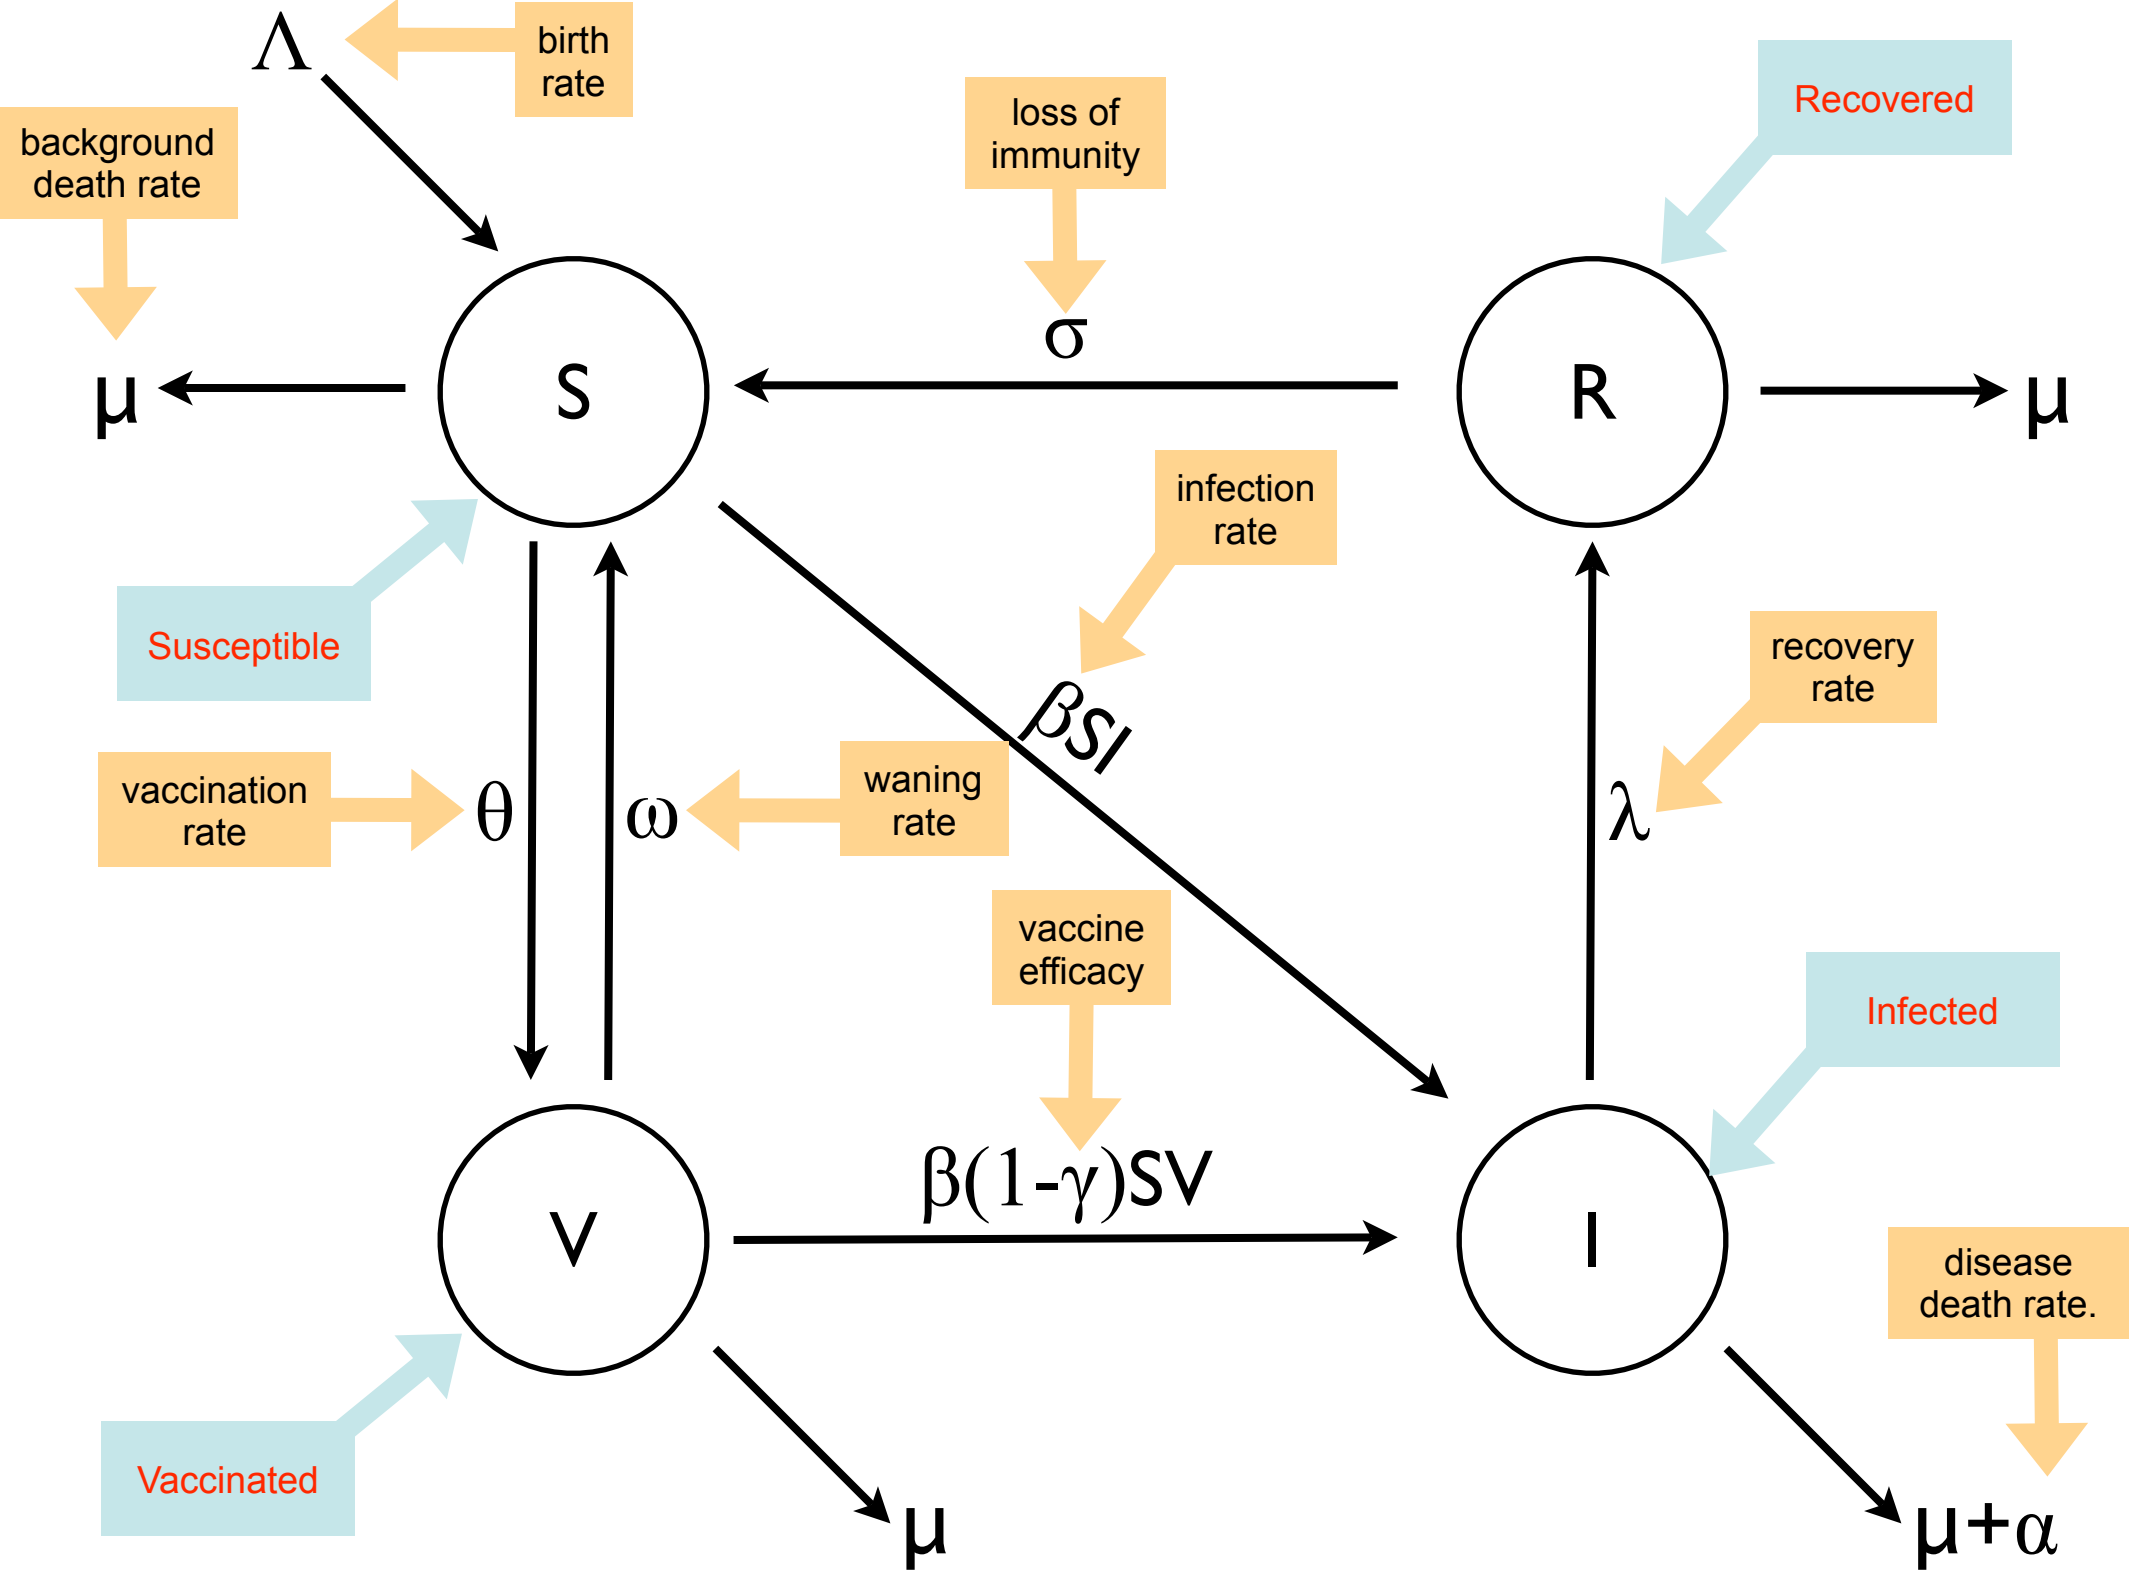 Λ
birth
rate
background
death rate
loss of
immunity
Recovered
σ
μ
S
R
μ
infection
rate
Susceptible
βSI
recovery
rate
vaccination
rate
θ
ω
waning
rate
λ
vaccine
efficacy
Infected
β(1-γ)SV
V
I
disease
death rate.
Vaccinated
μ
μ+α